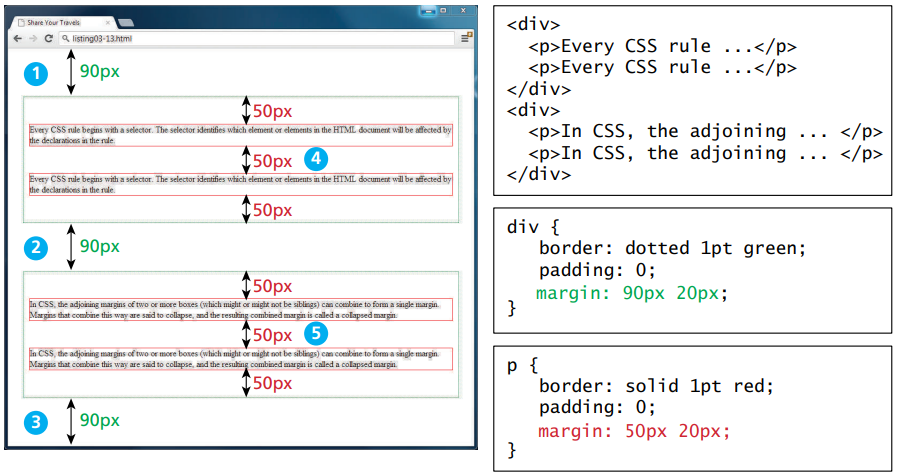 Share Your Travels
listing03-13.html
1
90px
50px
Every CSS rule begins with a selector. The selector identifies which element or elements in the HTML document will be affected by
the declarations in the rule.
50px
4
Every CSS rule begins with a selector. The selector identifies which element or elements in the HTML document will be affected by
the declarations in the rule.
50px
2
90px
50px
In CSS, the adjoining margins of two or more boxes (which might or might not be siblings) can combine to form a single margin.
Margins that combine this way are said to collapse, and the resulting combined margin is called a collapsed margin.
50px
5
In CSS, the adjoining margins of two or more boxes (which might or might not be siblings) can combine to form a single margin.
Margins that combine this way are said to collapse, and the resulting combined margin is called a collapsed margin.
50px
3
90px
<div>
<p>Every CSS rule ...</p>
<p>Every CSS rule ...</p>
</div>
<div>
<p>In CSS, the adjoining ... </p>
<p>In CSS, the adjoining ... </p>
</div>
div {
border: dotted 1pt green;
padding: 0;
margin: 90px 20px;
}
p {
border: solid 1pt red;
padding: 0;
margin: 50px 20px;
}